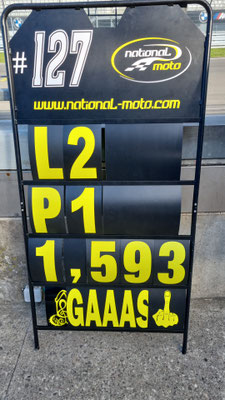 #127
national
moto
www.national-moto.com
L2
P1
1,593
GAAAS